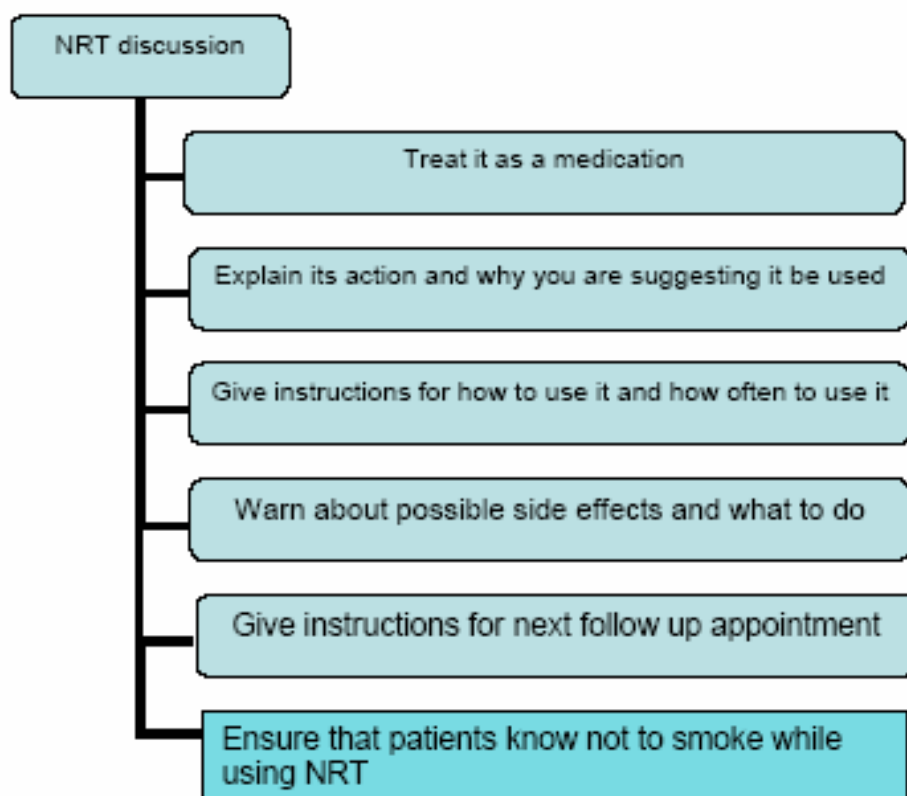 NRT discussion
Treat it as a medication
Explain its action and why you are suggesting it be used
Give instructions for how to use it and how often to use it
Warn about possible side effects and what to do
Give instructions for next follow up appointment
Ensure that patients know not to smoke while
using NRT